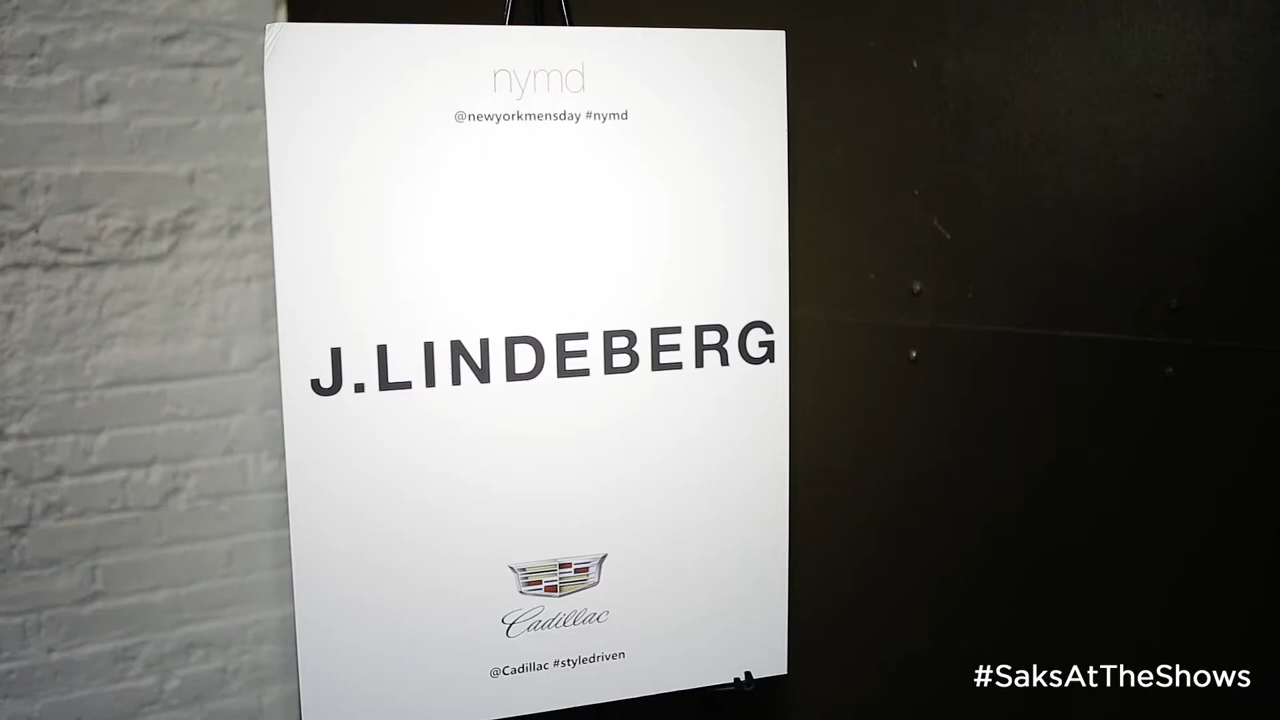 nymd
@newyorkmensday #nymd
J.LINDEBERG
Cadillac
@Cadillac #styledriven
#SaksAtTheShows